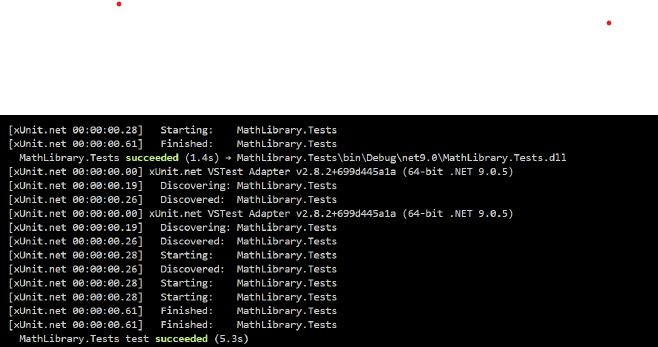 [xUnit.net 00:00:00.28]   Starting:    MathLibrary.Tests
[xUnit.net 00:00:00.61]   Finished:    MathLibrary.Tests
  MathLibrary.Tests succeeded (1.4s) → MathLibrary.Tests\bin\Debug\net9.0\MathLibrary.Tests.dll
[xUnit.net 00:00:00.00] xUnit.net VSTest Adapter v2.8.2+699d445a1a (64-bit .NET 9.0.5)
[xUnit.net 00:00:00.19]   Discovering: MathLibrary.Tests
[xUnit.net 00:00:00.26]   Discovered:  MathLibrary.Tests
[xUnit.net 00:00:00.00] xUnit.net VSTest Adapter v2.8.2+699d445a1a (64-bit .NET 9.0.5)
[xUnit.net 00:00:00.19]   Discovering: MathLibrary.Tests
[xUnit.net 00:00:00.26]   Discovered:  MathLibrary.Tests
[xUnit.net 00:00:00.28]   Starting:    MathLibrary.Tests
[xUnit.net 00:00:00.26]   Discovered:  MathLibrary.Tests
[xUnit.net 00:00:00.28]   Starting:    MathLibrary.Tests
[xUnit.net 00:00:00.28]   Starting:    MathLibrary.Tests
[xUnit.net 00:00:00.61]   Finished:    MathLibrary.Tests
[xUnit.net 00:00:00.61]   Finished:    MathLibrary.Tests
  MathLibrary.Tests test succeeded (5.3s)